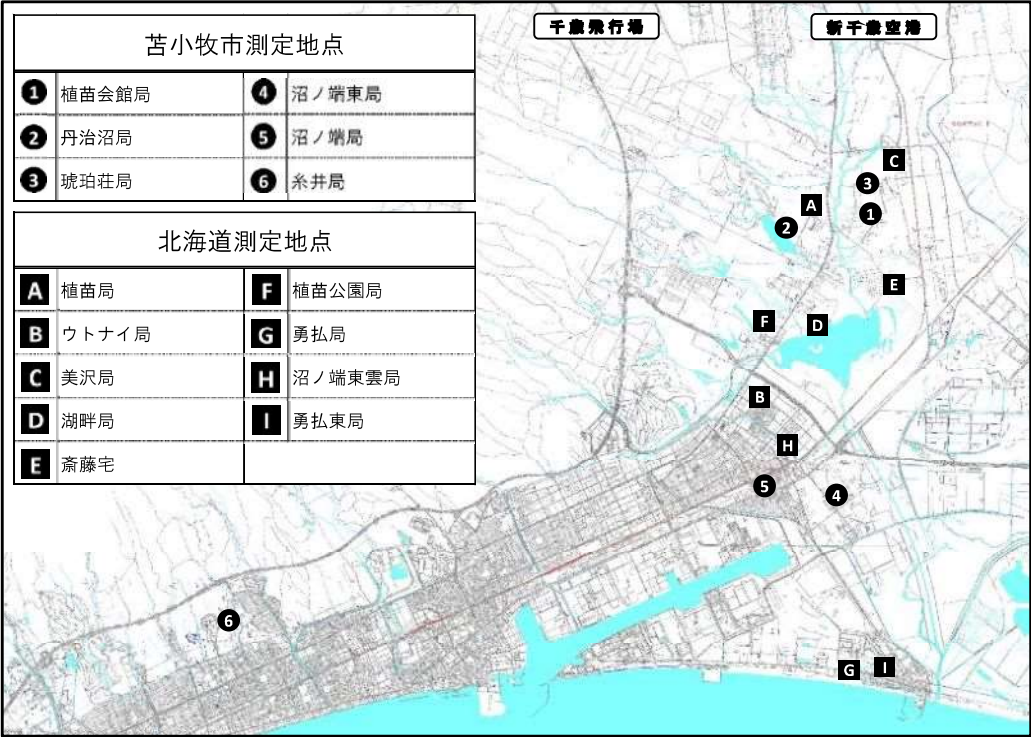 千歳飛行場
新千歳空港
苫小牧市測定地点
1 植苗会館局 4 沼ノ端東局
2 丹治沼局 5 沼ノ端局
3 琥珀荘局 6 糸井局
北海道測定地点
A 植苗局 F 植苗公園局
B ウトナイ局 G 勇払局
C 美沢局 H 沼ノ端東雲局
D 湖畔局 I 勇払東局
E 斎藤宅
C
3
A
1
2
E
F
D
B
H
5
4
6
G
I